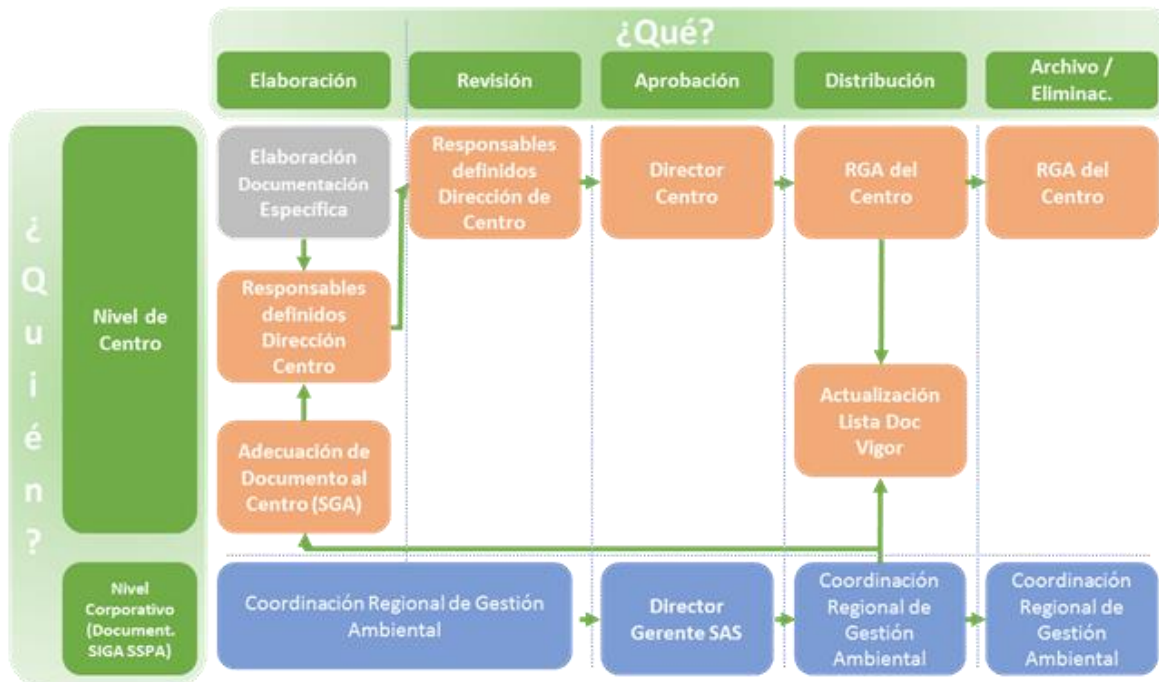 ¿Qué?
Elaboración
Revisión
Aprobación
Distribución
Archivo /
Eliminac.
¿Quién?
Nivel de
Centro
Elaboración
Documentación
Específica
Responsables
definidos
Dirección de
Centro
Director
Centro
RGA del
Centro
RGA del
Centro
Responsables
definidos
Dirección
Centro
Actualización
Lista Doc
Vigor
Adecuación de
Documento al
Centro (SGA)
Nivel
Corporativo
(Document.
SIGA SSPA)
Coordinación Regional de Gestión
Ambiental
Director
Gerente SAS
Coordinación
Regional de
Gestión
Ambiental
Coordinación
Regional de
Gestión
Ambiental